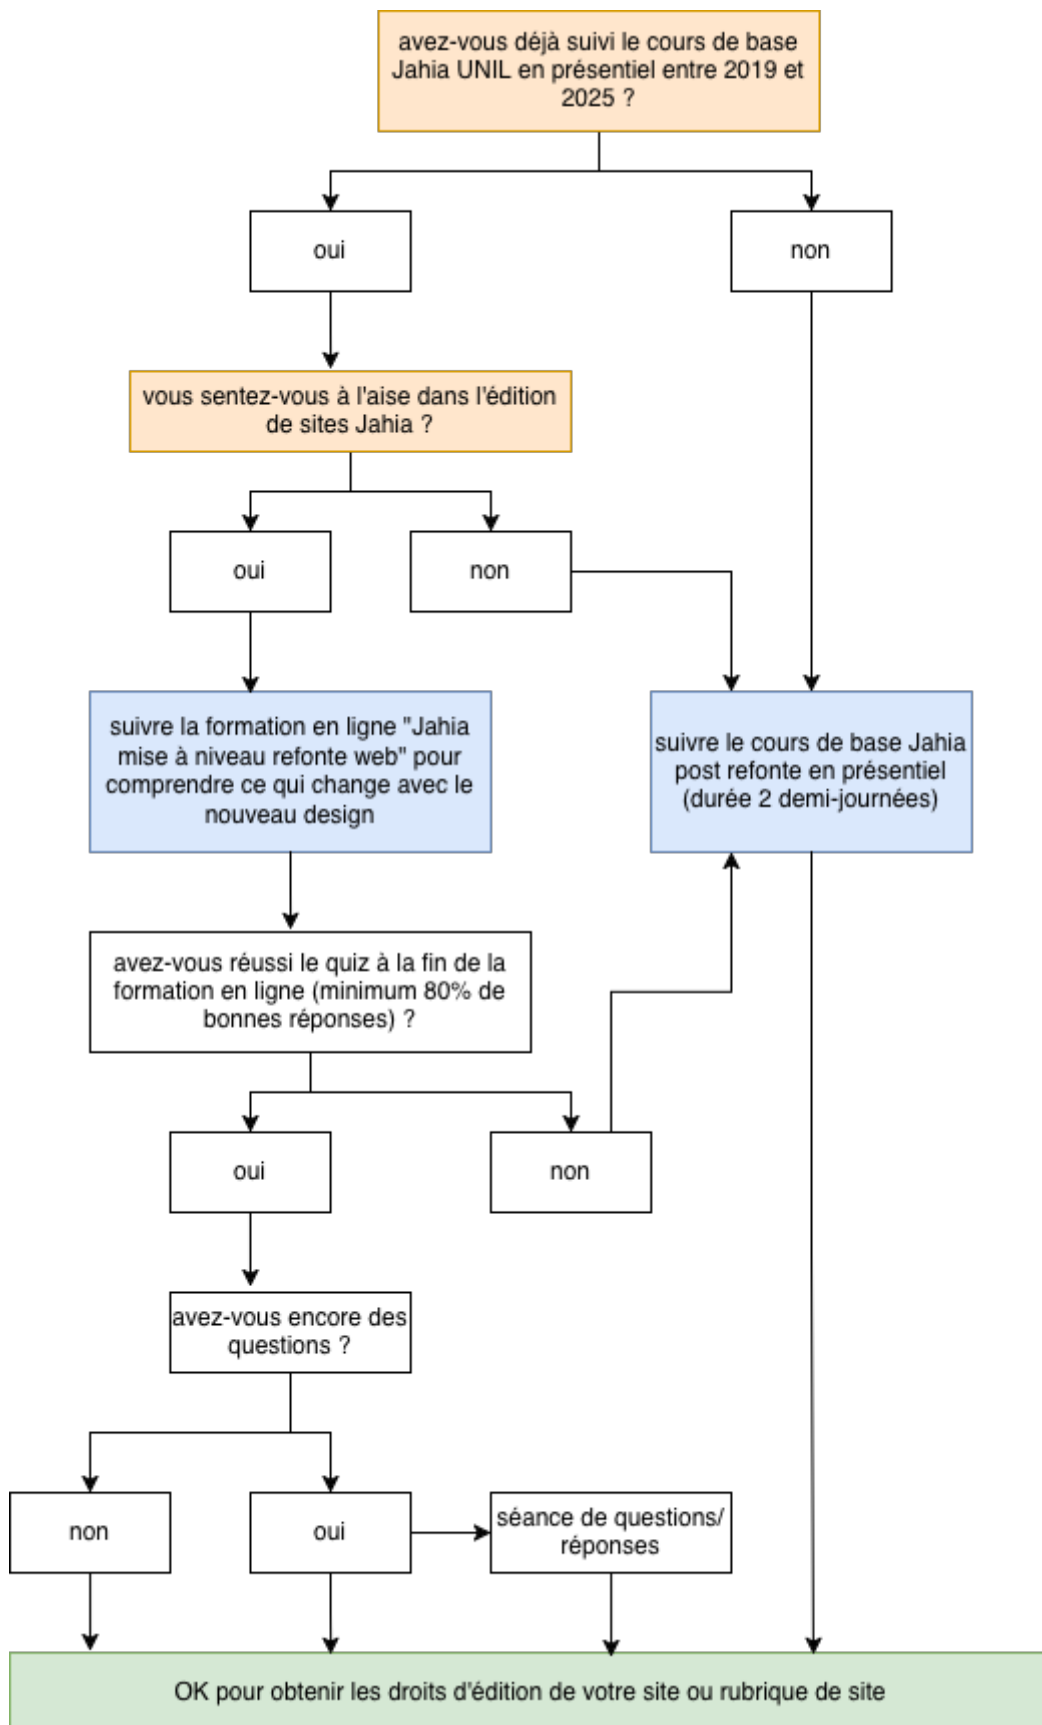 avez-vous déjà suivi le cours de base
Jahia UNIL en présentiel entre 2019 et
2025 ?
oui
non
vous sentez-vous à l'aise dans l'édition
de sites Jahia ?
oui
non
suivre la formation en ligne "Jahia
mise à niveau refonte web" pour
comprendre ce qui change avec le
nouveau design
suivre le cours de base Jahia
post refonte en présentiel
(durée 2 demi-journées)
avez-vous réussi le quiz à la fin de la
formation en ligne (minimum 80% de
bonnes réponses) ?
oui
non
avez-vous encore des
questions ?
non
oui
séance de questions/
réponses
OK pour obtenir les droits d'édition de votre site ou rubrique de site